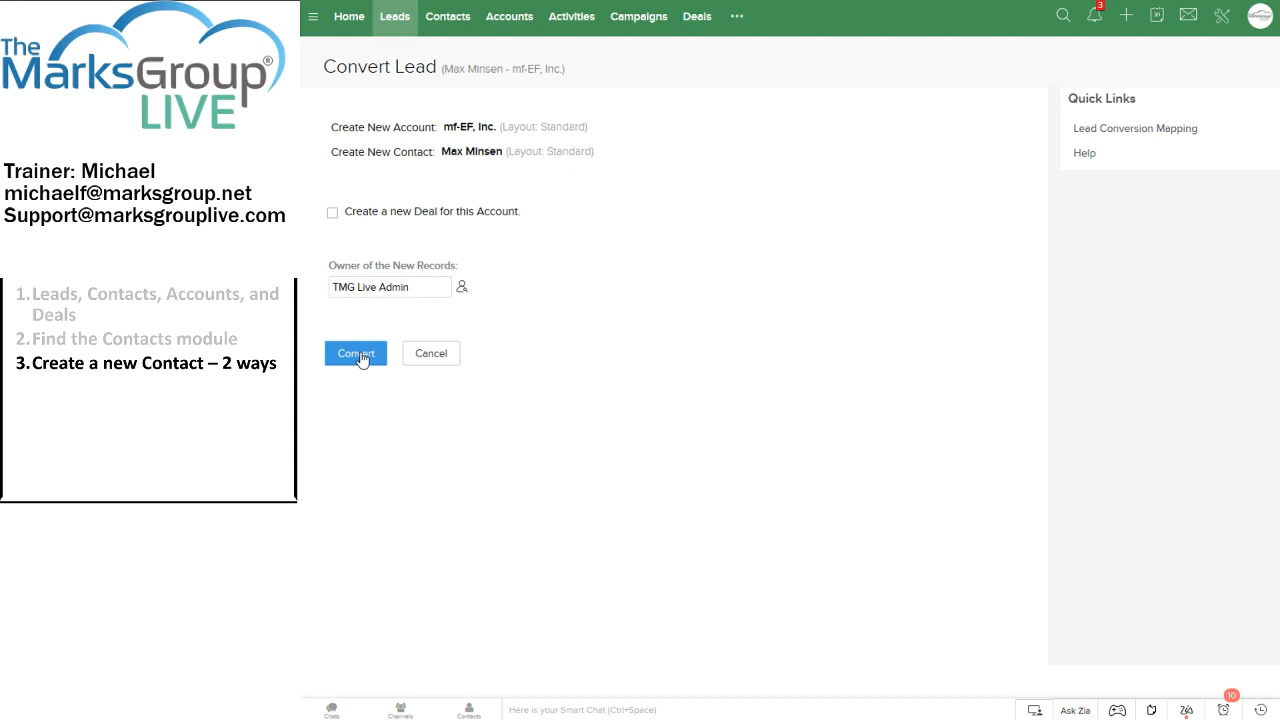 The
MarksGroup®
LIVE
Trainer: Michael
michaelf@marksgroup.net
Support@marksgrouplive.com
1. Leads, Contacts, Accounts, and
Deals
2. Find the Contacts module
3. Create a new Contact – 2 ways
Home Leads Contacts Accounts Activities Campaigns Deals ••• 3 31
Convert Lead (Max Minsen - mf-EF, Inc.)
Create New Account: mf-EF, Inc. (Layout: Standard)
Create New Contact: Max Minsen (Layout: Standard)
Create a new Deal for this Account.
Owner of the New Records:
TMG Live Admin
Convert Cancel
Quick Links
Lead Conversion Mapping
Help
Chats Channels Contacts Here is your Smart Chat (Ctrl+Space) Ask Zia 10